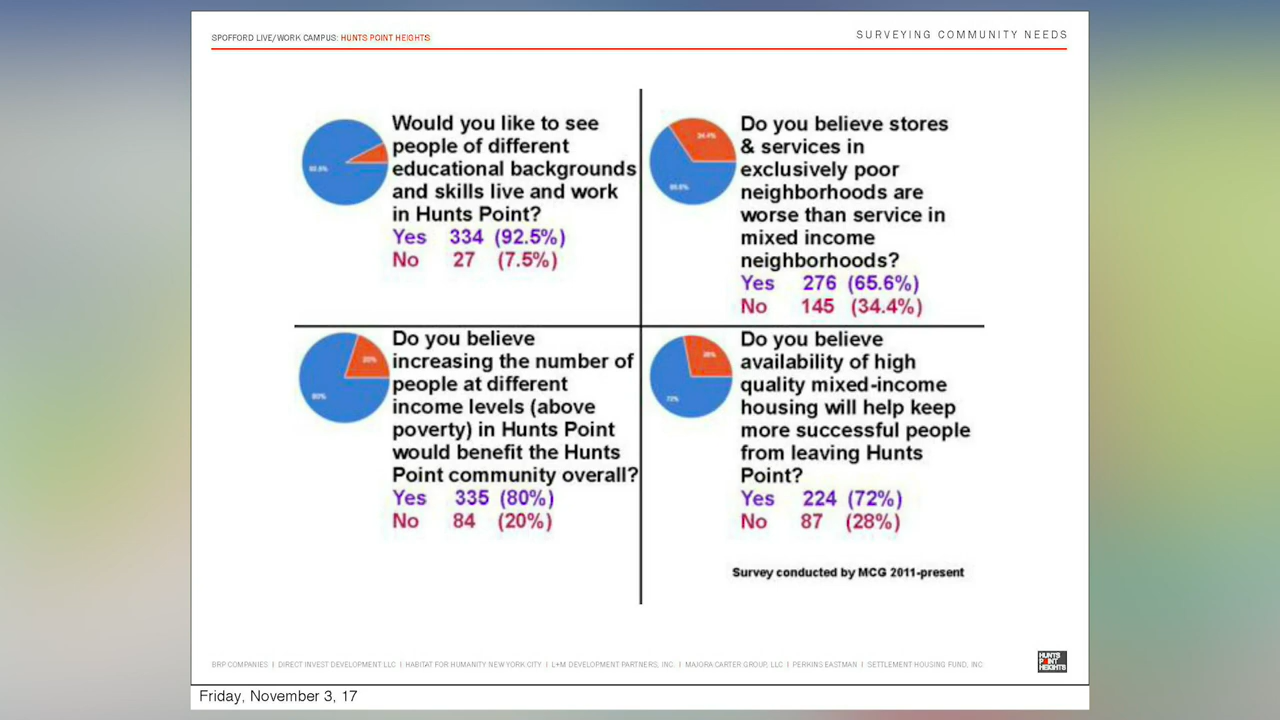 SPOFFORD LIVE/WORK CAMPUS: HUNTS POINT HEIGHTS
SURVEYING COMMUNITY NEEDS
Would you like to see
people of different
educational backgrounds
and skills live and work
in Hunts Point?
Yes 334 (92.5%)
No 27 (7.5%)
Do you believe stores
& services in
exclusively poor
neighborhoods are
worse than service in
mixed income
neighborhoods?
Yes 276 (65.6%)
No 145 (34.4%)
34.4%
65.6%
Do you believe
increasing the number of
people at different
income levels (above
poverty) in Hunts Point
would benefit the Hunts
Point community overall?
Yes 335 (80%)
No 84 (20%)
20%
80%
Do you believe
availability of high
quality mixed-income
housing will help keep
more successful people
from leaving Hunts
Point?
Yes 224 (72%)
No 87 (28%)
72%
Survey conducted by MCG 2011-present
BRP COMPANIES I DIRECT INVEST DEVELOPMENT LLC I HABITAT FOR HUMANITY NEW YORK CITY I L+M DEVELOPMENT PARTNERS, INC. I MAJORA CARTER GROUP, LLC I PERKINS EASTMAN I SETTLEMENT HOUSING FUND, INC.
HUNTS
POINT
HEIGHTS
Friday, November 3, 17